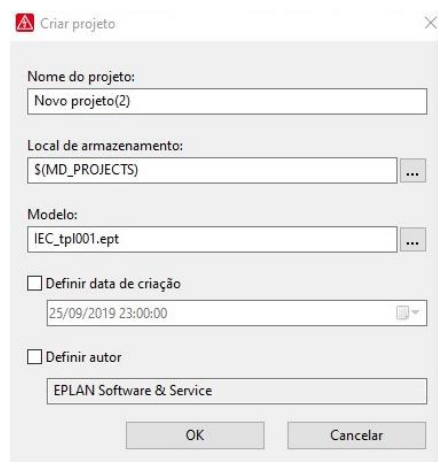 Criar projeto
Nome do projeto:
Novo projeto(2)
Local de armazenamento:
$(MD_PROJECTS)
...
Modelo:
IEC_tpl001.ept
...
Definir data de criação
25/09/2019 23:00:00
Definir autor
EPLAN Software & Service
OK Cancelar